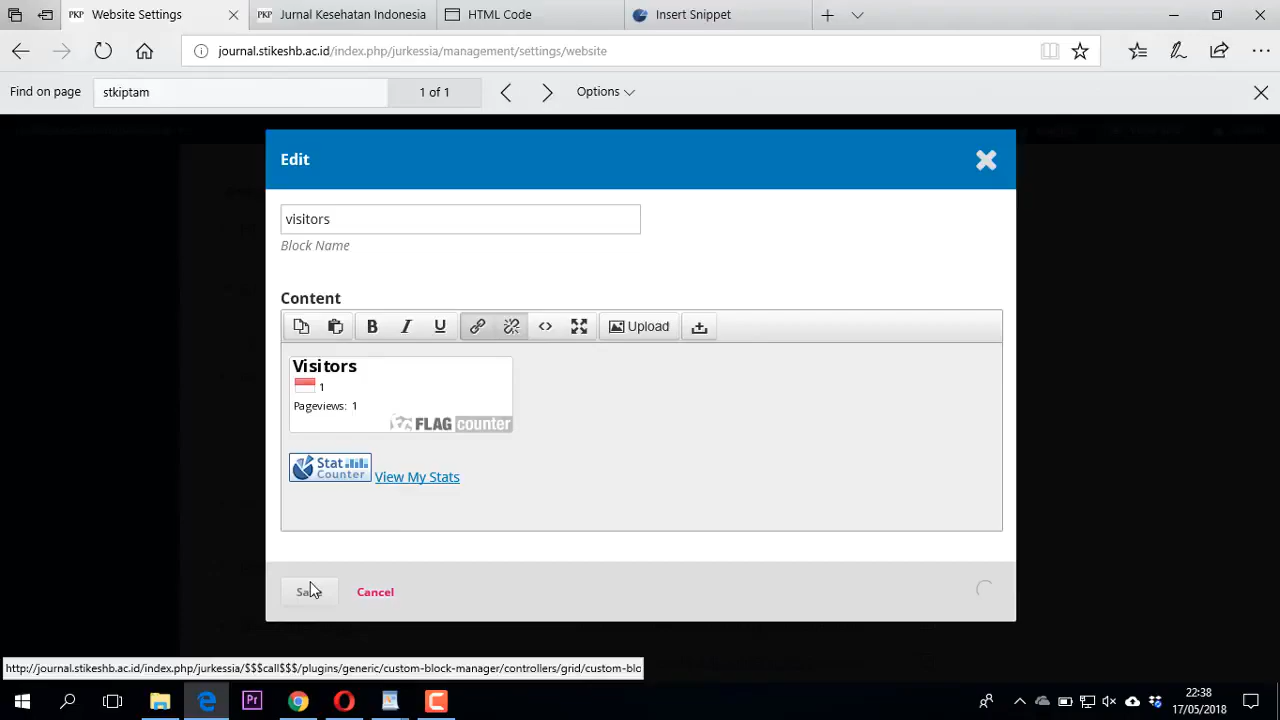 Website Settings
Jurnal Kesehatan Indonesia
HTML Code
Insert Snippet
journal.stikeshb.ac.id/index.php/jurkessia/management/settings/website
Find on page
stkiptam
1 of 1
Options
Edit
visitors
Block Name
Content
B I U
Upload
Visitors
1
Pageviews: 1
FLAG counter
Stat
Counter
View My Stats
Cancel
http://journal.stikeshb.ac.id/index.php/jurkessia/$$$call$$$/plugins/generic/custom-block-manager/controllers/grid/custom-blo
Pr
22:38
17/05/2018